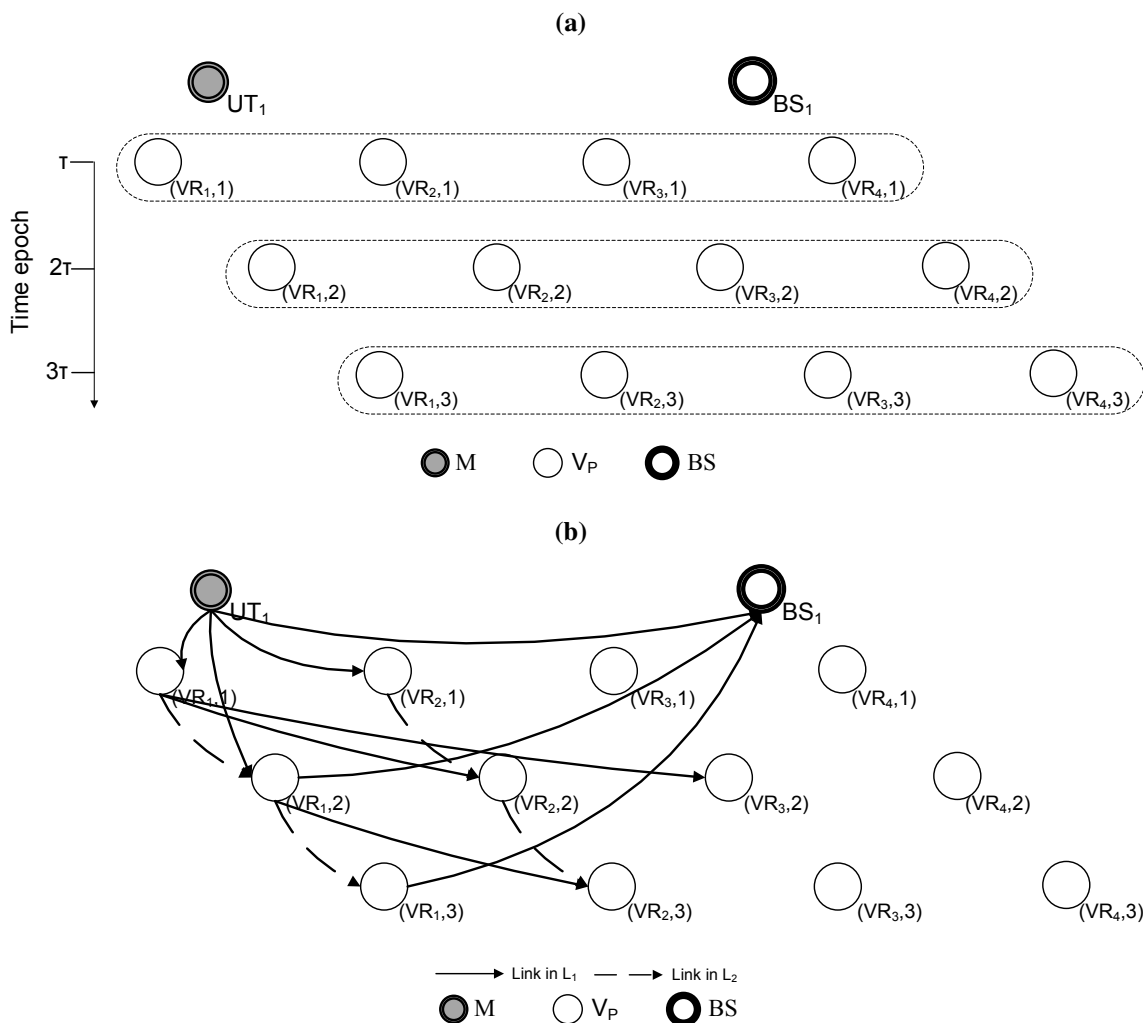 (a)
UT₁ BS₁
τ
(VR₁,1) (VR₂,1) (VR₃,1) (VR₄,1)
Time epoch
2τ
(VR₁,2) (VR₂,2) (VR₃,2) (VR₄,2)
3τ
(VR₁,3) (VR₂,3) (VR₃,3) (VR₄,3)
M V_P BS
(b)
UT₁ BS₁
(VR₁,1) (VR₂,1) (VR₃,1) (VR₄,1)
(VR₁,2) (VR₂,2) (VR₃,2) (VR₄,2)
(VR₁,3) (VR₂,3) (VR₃,3) (VR₄,3)
Link in L₁ Link in L₂
M V_P BS